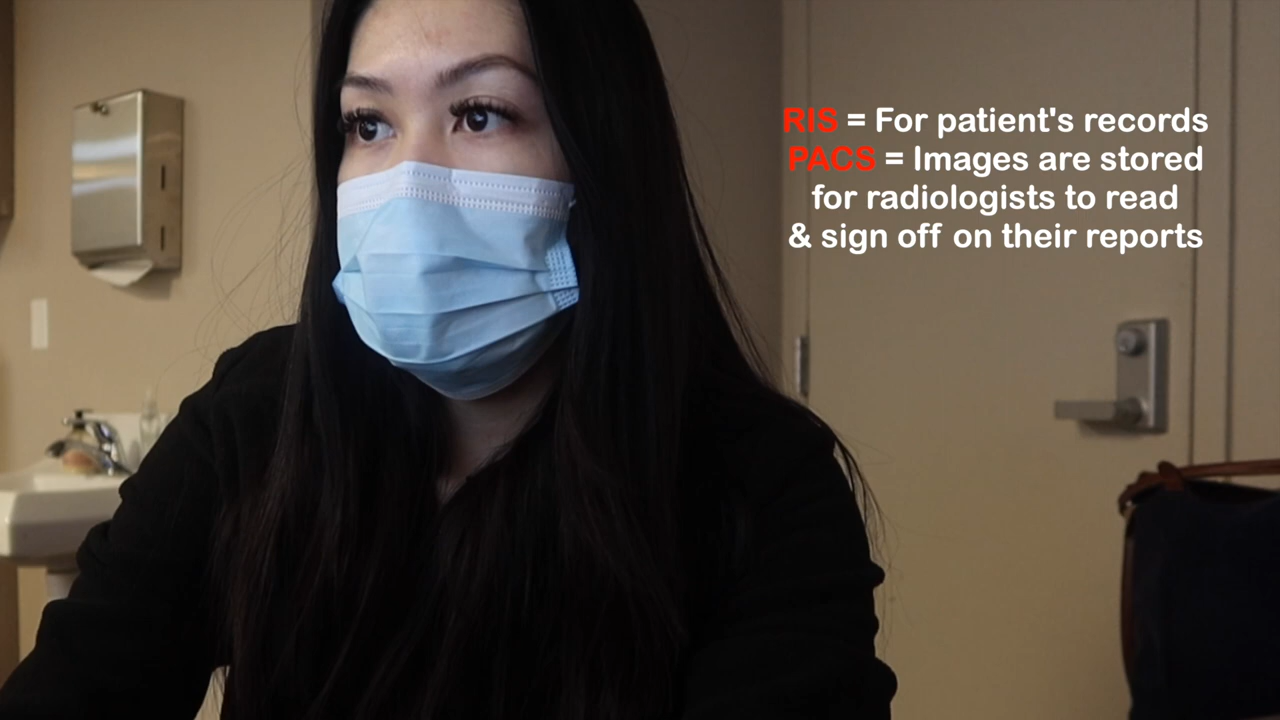 RIS = For patient's records
PACS = Images are stored
for radiologists to read
& sign off on their reports